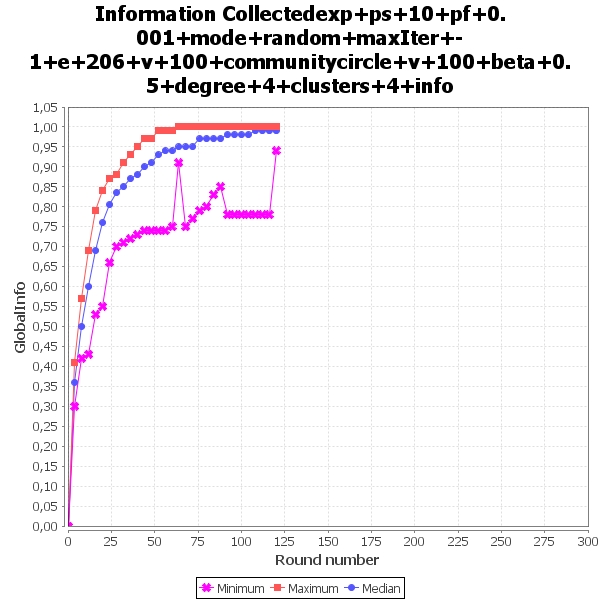 Information Collectedexp+ps+10+pf+0.
001+mode+random+maxIter+-
1+e+206+v+100+communitycircle+v+100+beta+0.
5+degree+4+clusters+4+info
1,05
1,00
0,95
0,90
0,85
0,80
0,75
0,70
0,65
0,60
0,55
0,50
0,45
0,40
0,35
0,30
0,25
0,20
0,15
0,10
0,05
0,00
GlobalInfo
0 25 50 75 100 125 150 175 200 225 250 275 300
Round number
Minimum Maximum Median